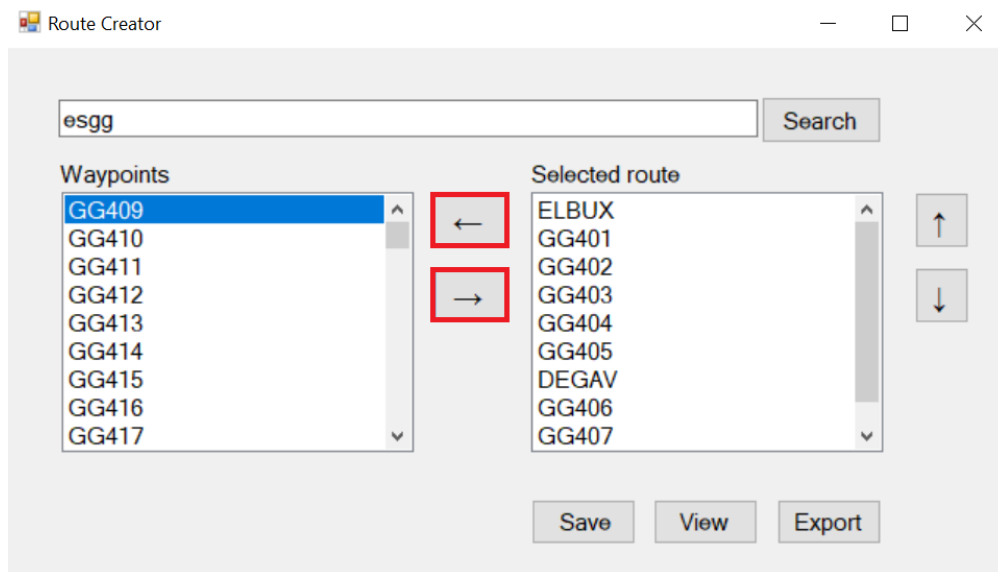 Route Creator
esgg
Search
Waypoints
Selected route
GG409
GG410
GG411
GG412
GG413
GG414
GG415
GG416
GG417
←
→
ELBUX
GG401
GG402
GG403
GG404
GG405
DEGAV
GG406
GG407
↑
↓
Save
View
Export